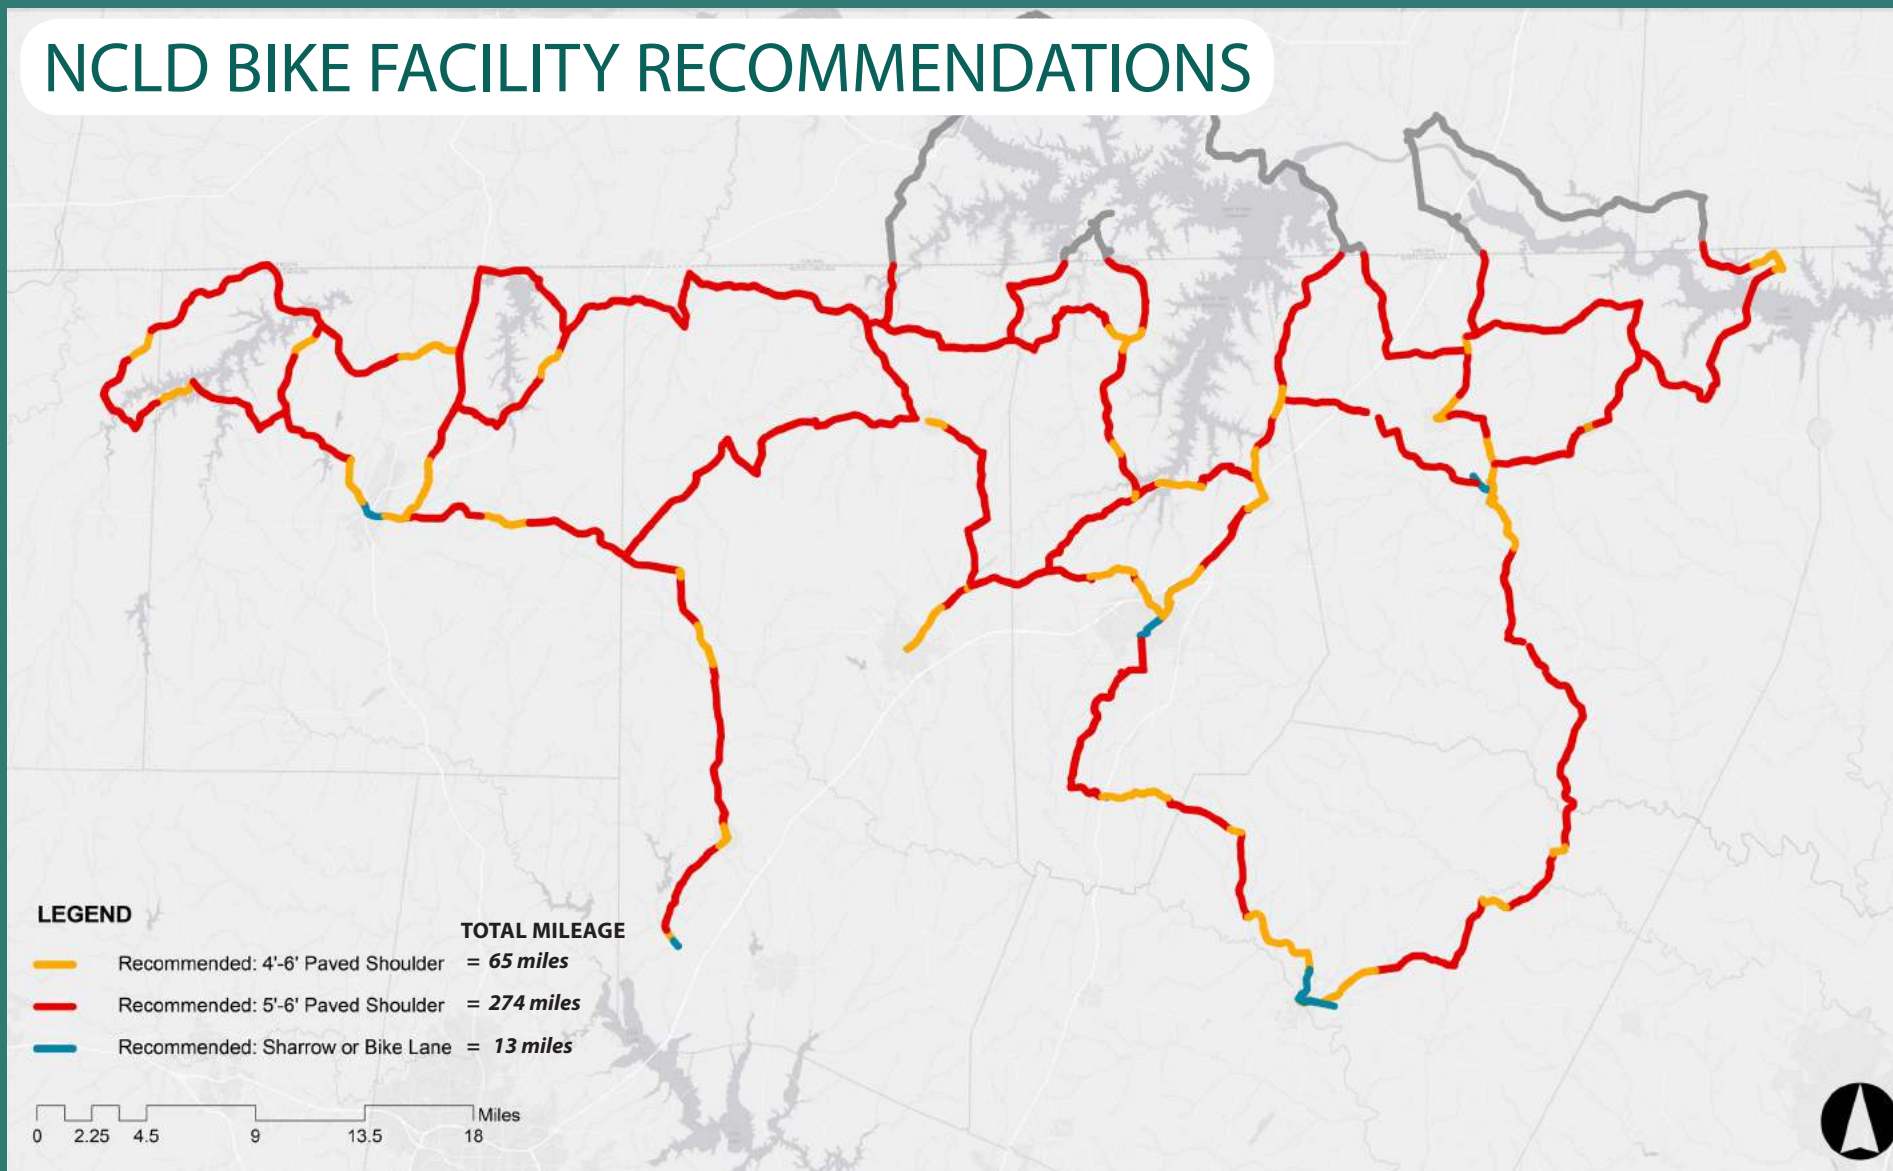 NCLD BIKE FACILITY RECOMMENDATIONS
LEGEND
TOTAL MILEAGE
Recommended: 4'-6' Paved Shoulder = 65 miles
Recommended: 5'-6' Paved Shoulder = 274 miles
Recommended: Sharrow or Bike Lane = 13 miles
Miles
0 2.25 4.5 9 13.5 18